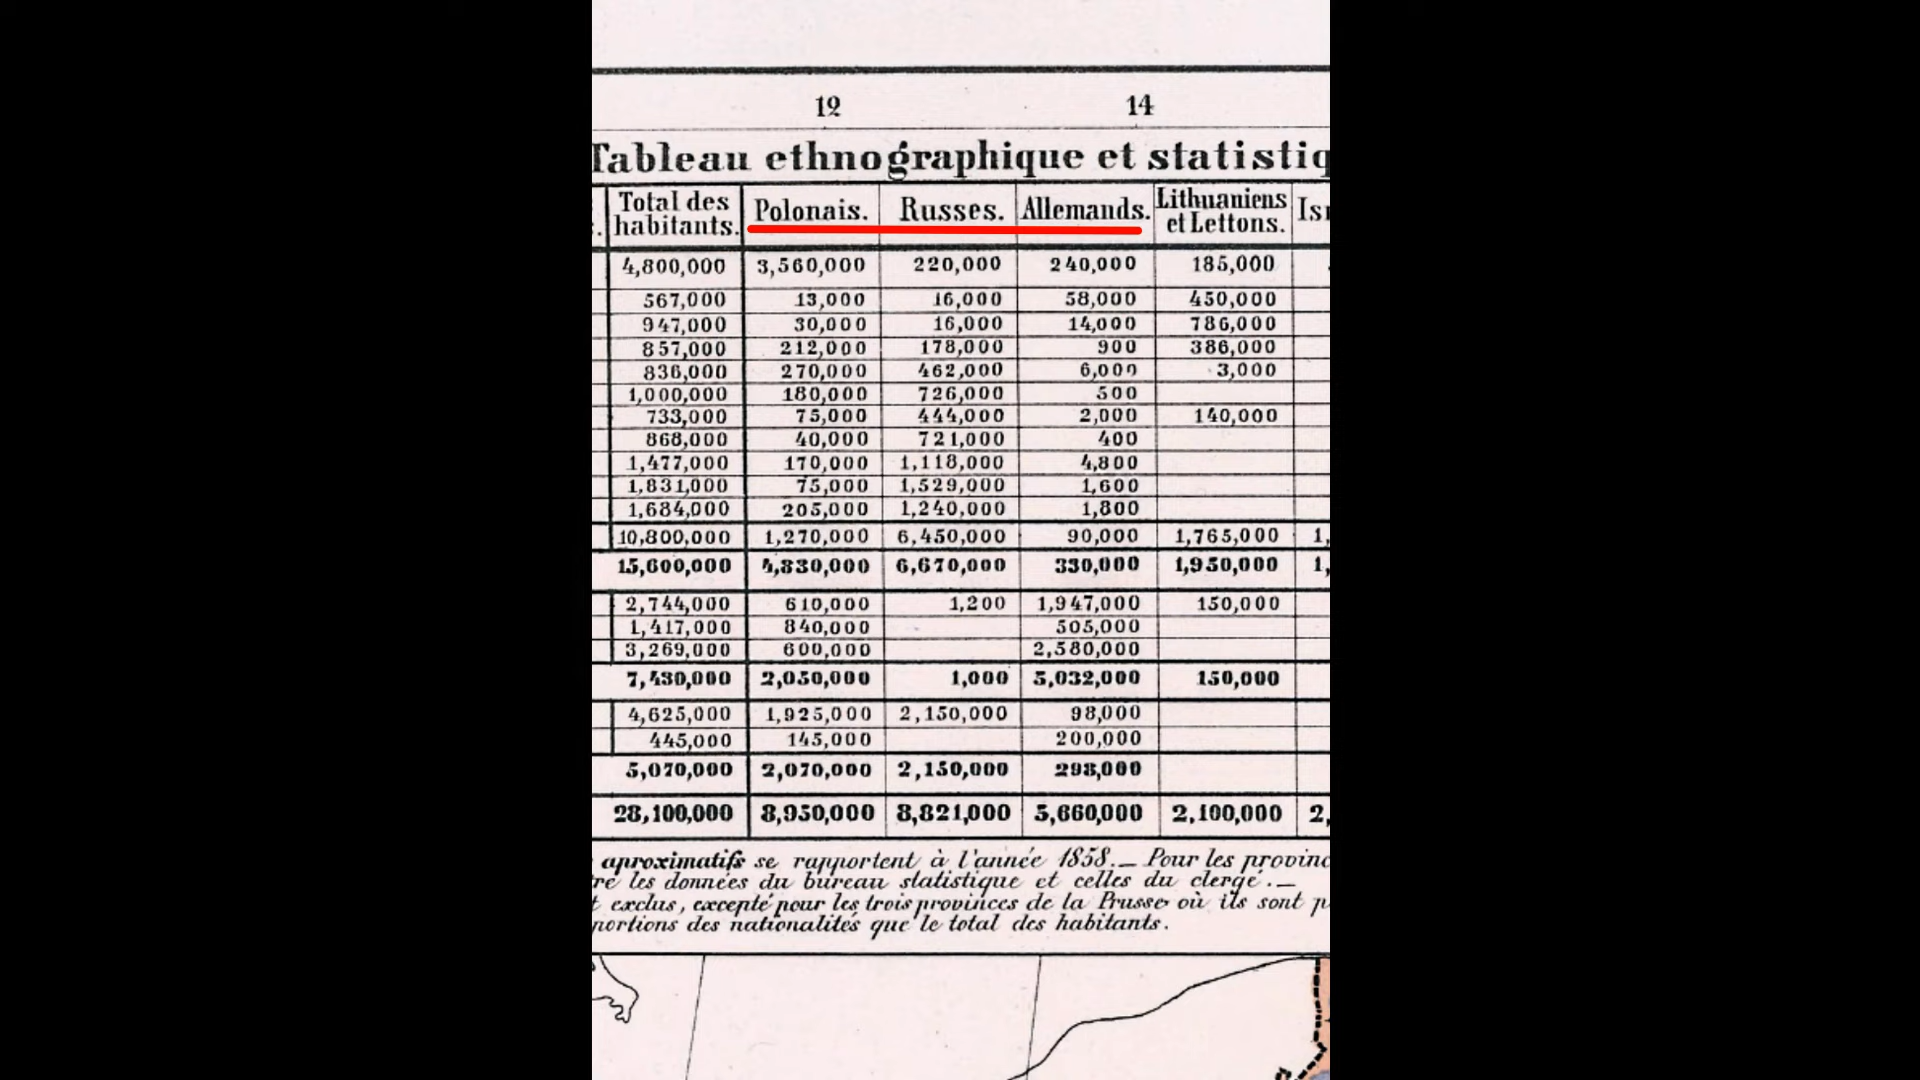 12 14
Tableau ethnographique et statistiq
Total des habitants. Polonais. Russes. Allemands. Lithuaniens et Lettons.
4,800,000 3,560,000 220,000 240,000 185,000
567,000 13,000 16,000 58,000 450,000
947,000 30,000 16,000 14,000 786,000
857,000 212,000 178,000 900 386,000
836,000 270,000 462,000 6,000 3,000
1,000,000 180,000 726,000 500
733,000 75,000 444,000 2,000 140,000
868,000 40,000 721,000 400
1,477,000 170,000 1,118,000 4,800
1,831,000 75,000 1,529,000 1,600
1,684,000 205,000 1,240,000 1,800
10,800,000 1,270,000 6,450,000 90,000 1,765,000 1,
15,600,000 4,830,000 6,670,000 330,000 1,950,000 1,
2,744,000 610,000 1,200 1,947,000 150,000
1,417,000 840,000 505,000
3,269,000 600,000 2,580,000
7,430,000 2,050,000 1,000 5,032,000 150,000
4,625,000 1,925,000 2,150,000 98,000
445,000 145,000 200,000
5,070,000 2,070,000 2,150,000 298,000
28,100,000 8,950,000 8,821,000 5,660,000 2,100,000 2,
aproximatifs se rapportent à l'année 1858._ Pour les provinc
re les données du bureau statistique et celles du clergé._
t exclus, excepté pour les trois provinces de la Prusse où ils sont p
portions des nationalités que le total des habitants.